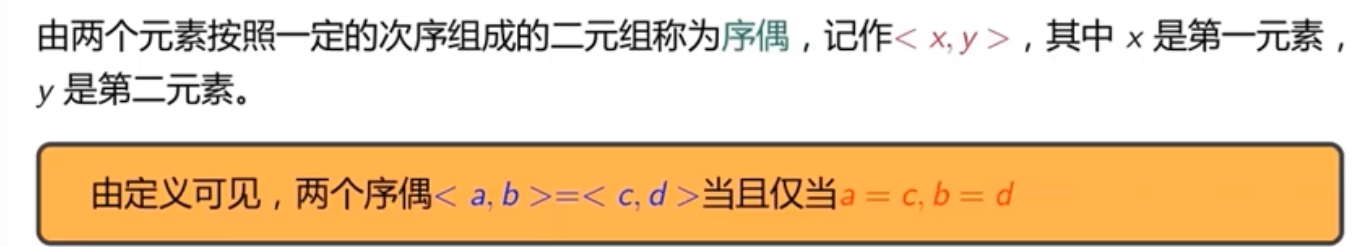 由两个元素按照一定的次序组成的二元组称为序偶，记作< x, y >，其中 x 是第一元素，
y 是第二元素。
由定义可见，两个序偶< a, b >=< c, d >当且仅当a = c, b = d